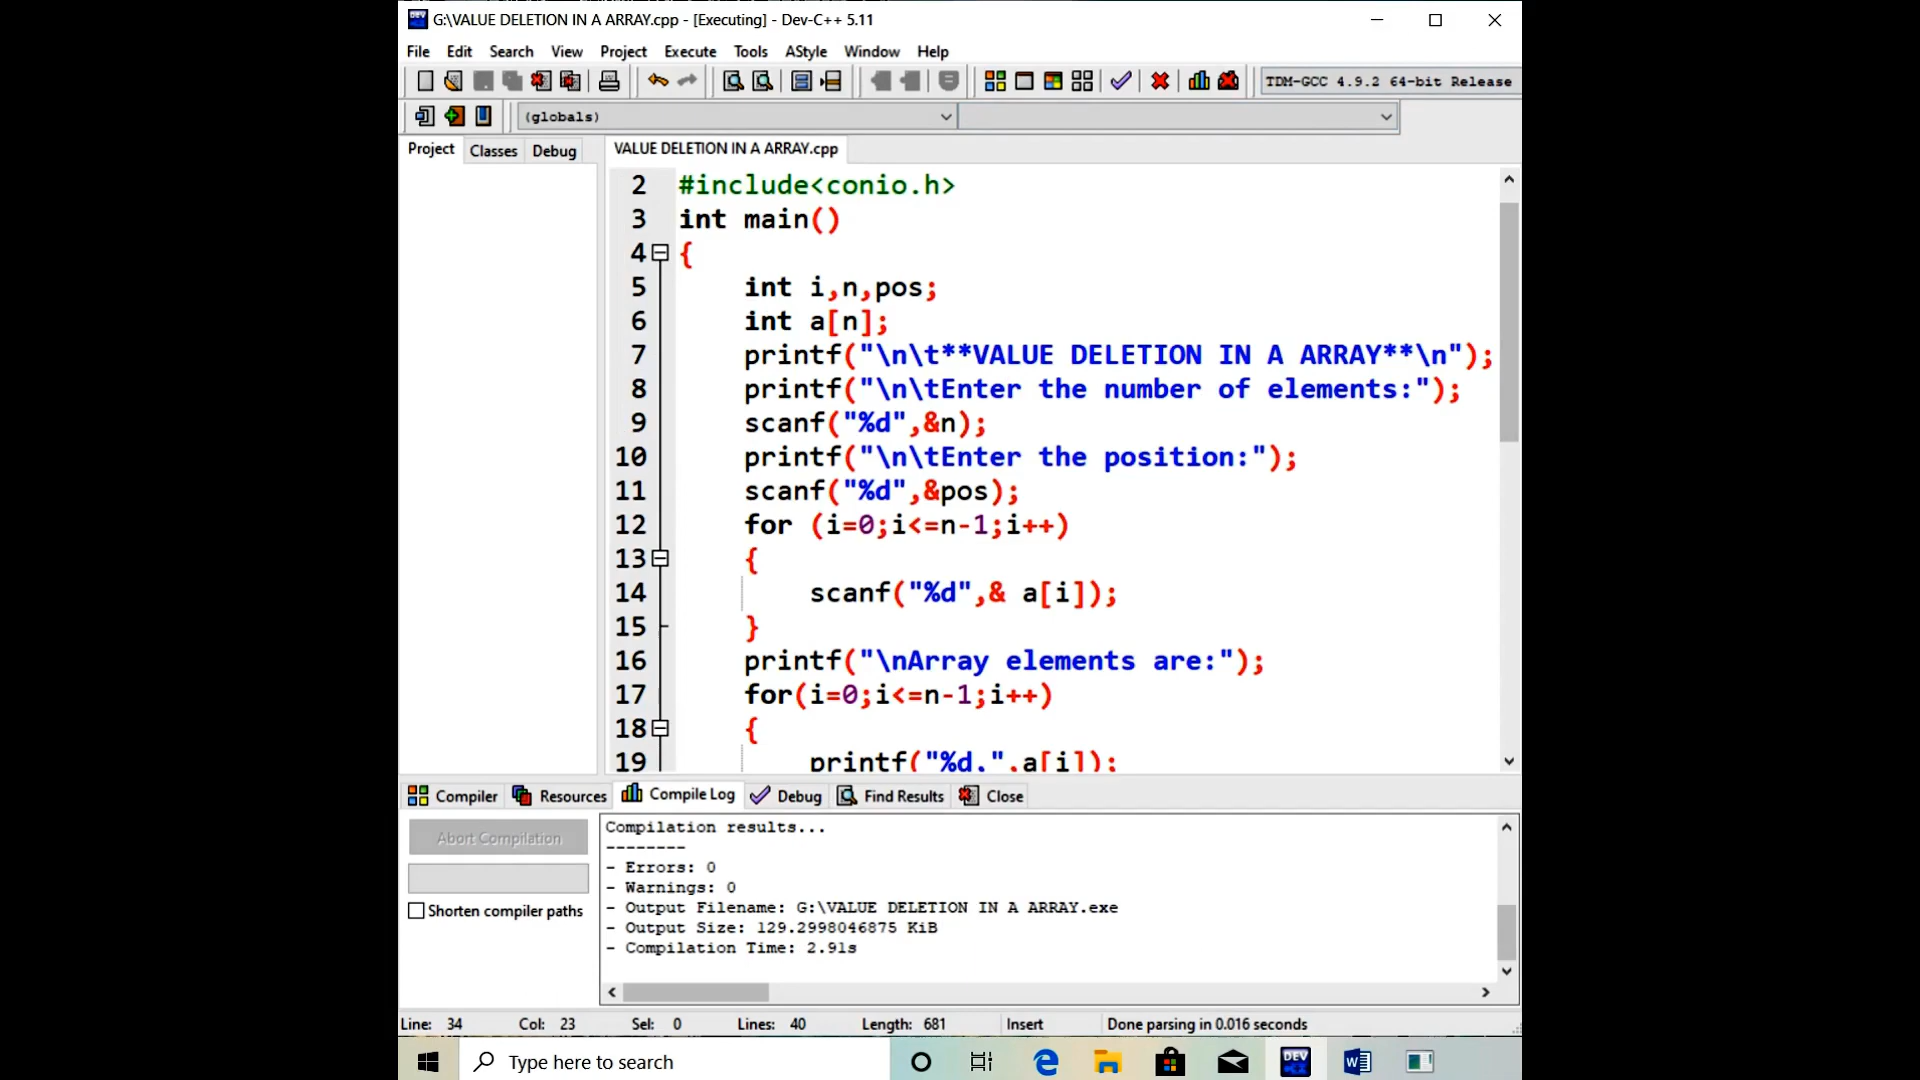 G:\VALUE DELETION IN A ARRAY.cpp - [Executing] - Dev-C++ 5.11
File Edit Search View Project Execute Tools AStyle Window Help
TDM-GCC 4.9.2 64-bit Release
(globals)
Project Classes Debug
VALUE DELETION IN A ARRAY.cpp
2 #include<conio.h>
3 int main()
4 {
5 int i,n,pos;
6 int a[n];
7 printf("\n\t**VALUE DELETION IN A ARRAY**\n");
8 printf("\n\tEnter the number of elements:");
9 scanf("%d",&n);
10 printf("\n\tEnter the position:");
11 scanf("%d",&pos);
12 for (i=0;i<=n-1;i++)
13 {
14 scanf("%d",& a[i]);
15 }
16 printf("\nArray elements are:");
17 for(i=0;i<=n-1;i++)
18 {
19 printf("%d,",a[i]);
Compiler Resources Compile Log Debug Find Results Close
Abort Compilation
Shorten compiler paths
Compilation results...
--------
- Errors: 0
- Warnings: 0
- Output Filename: G:\VALUE DELETION IN A ARRAY.exe
- Output Size: 129.2998046875 KiB
- Compilation Time: 2.91s
Line: 34 Col: 23 Sel: 0 Lines: 40 Length: 681 Insert Done parsing in 0.016 seconds
Type here to search
DEV